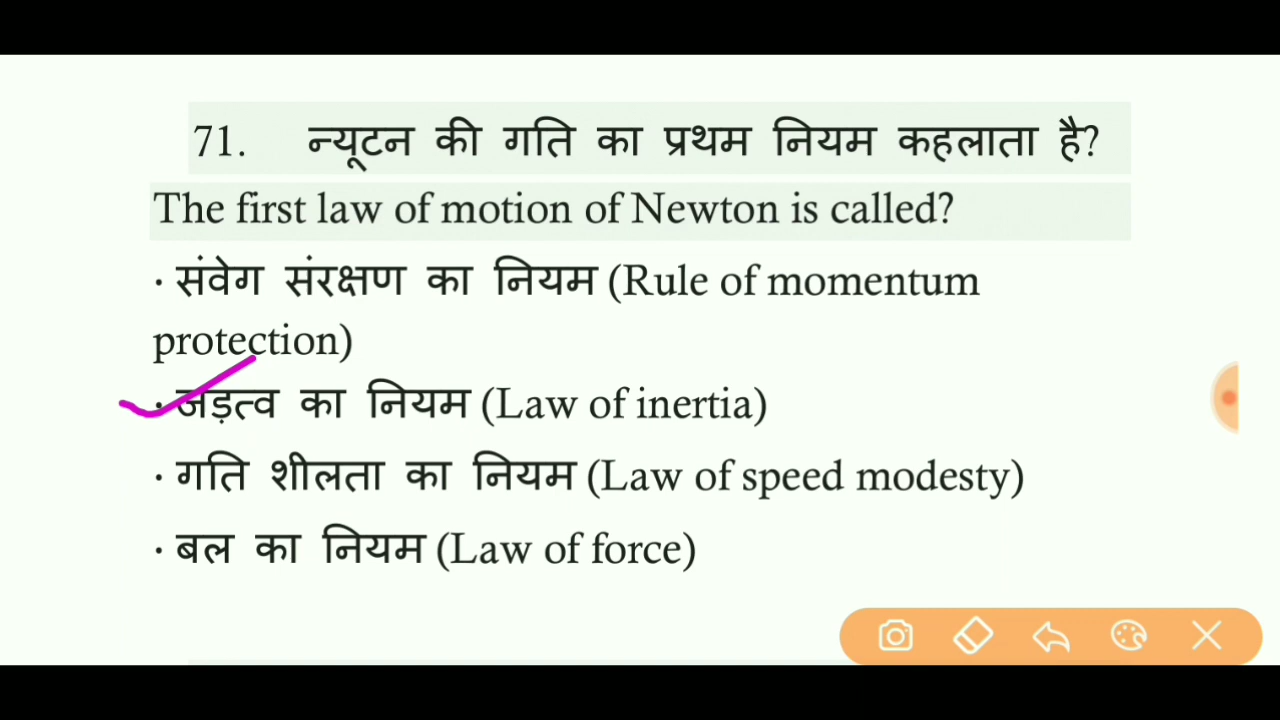 71. न्यूटन की गति का प्रथम नियम कहलाता है?
The first law of motion of Newton is called?
· संवेग संरक्षण का नियम (Rule of momentum
protection)
· जड़त्व का नियम (Law of inertia)
· गति शीलता का नियम (Law of speed modesty)
· बल का नियम (Law of force)